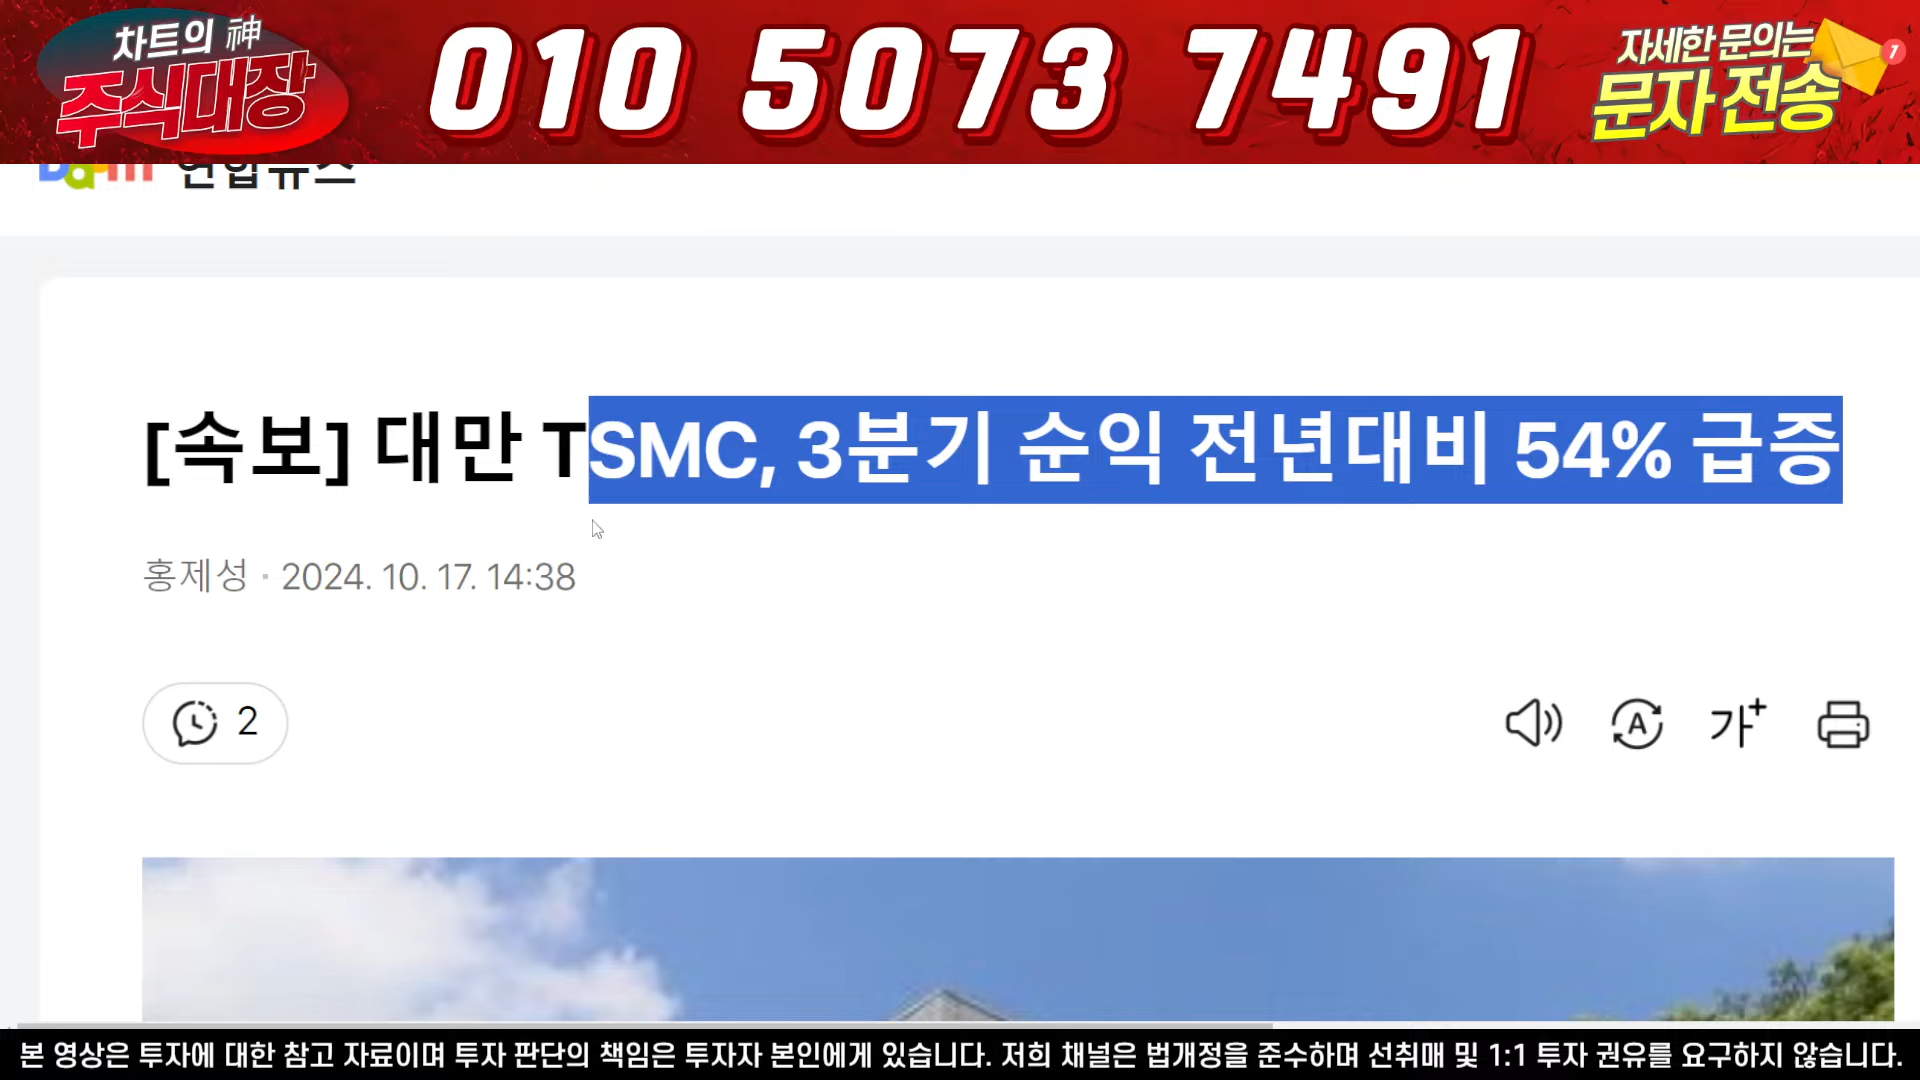 차트의 神
주식대장
010 5073 7491
자세한 문의는
문자 전송
1
Daum 연합뉴스
[속보] 대만 TSMC, 3분기 순익 전년대비 54% 급증
홍제성 · 2024. 10. 17. 14:38
2
가+
본 영상은 투자에 대한 참고 자료이며 투자 판단의 책임은 투자자 본인에게 있습니다. 저희 채널은 법개정을 준수하며 선취매 및 1:1 투자 권유를 요구하지 않습니다.